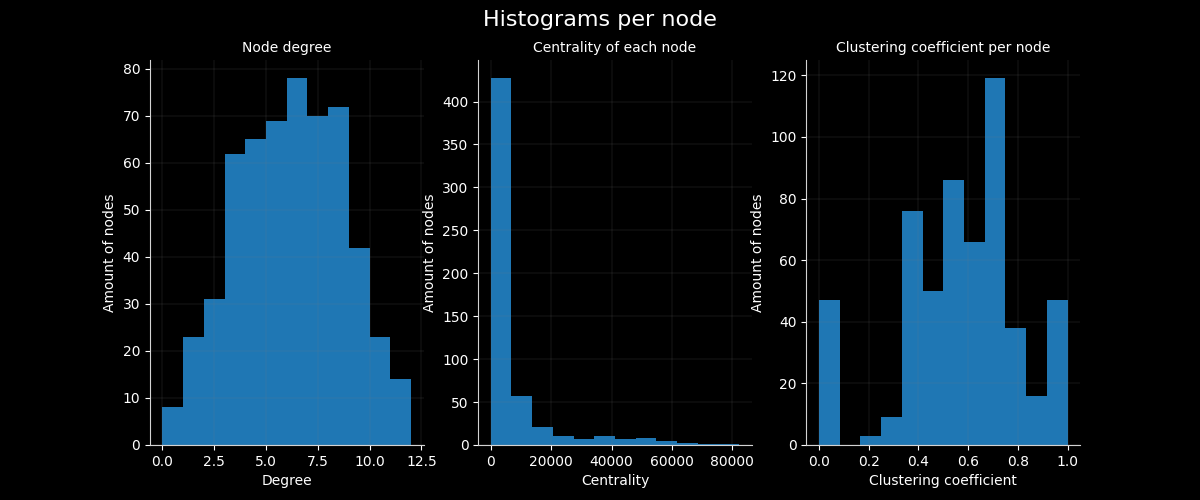 Histograms per node
Node degree
Amount of nodes
80
70
60
50
40
30
20
10
0
0.0 2.5 5.0 7.5 10.0 12.5
Degree
Centrality of each node
Amount of nodes
400
350
300
250
200
150
100
50
0
0 20000 40000 60000 80000
Centrality
Clustering coefficient per node
Amount of nodes
120
100
80
60
40
20
0
0.0 0.2 0.4 0.6 0.8 1.0
Clustering coefficient